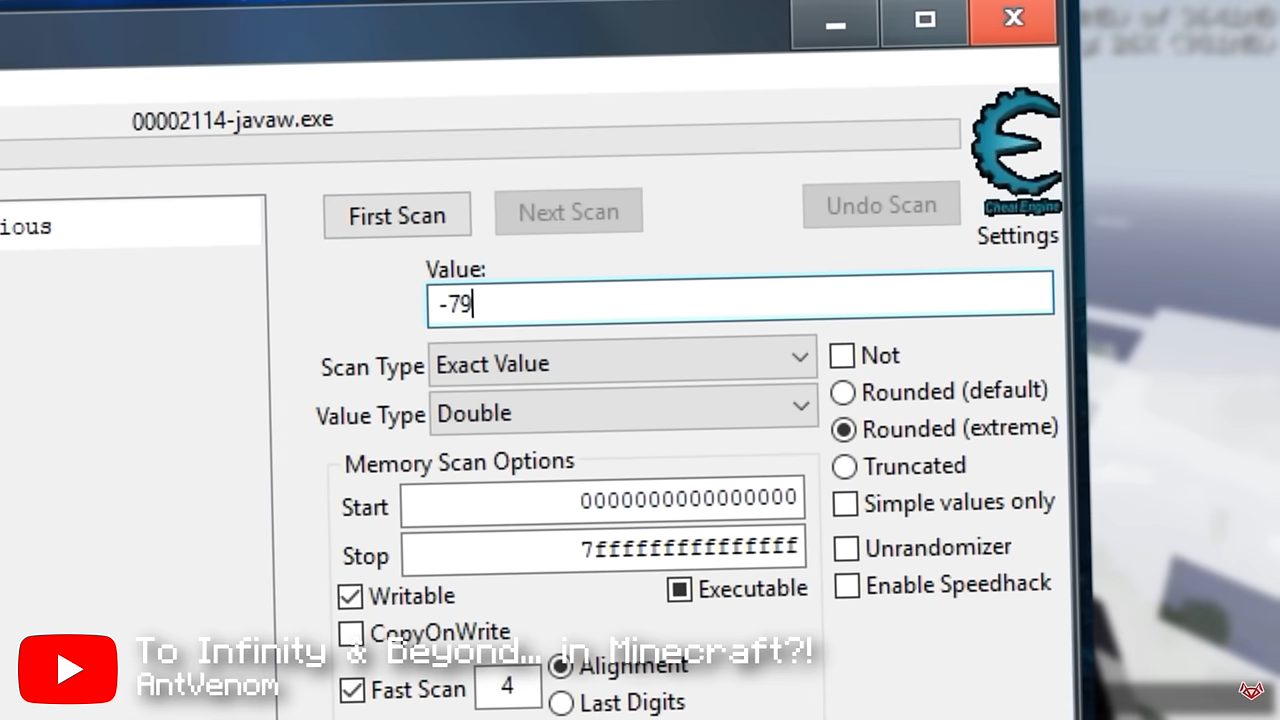 00002114-javaw.exe
ious
First Scan
Next Scan
Undo Scan
Cheat Engine
Settings
Value:
-79
Scan Type
Exact Value
Not
Value Type
Double
Rounded (default)
Rounded (extreme)
Truncated
Simple values only
Memory Scan Options
Start
0000000000000000
Stop
7fffffffffffffff
Unrandomizer
Enable Speedhack
Writable
Executable
CopyOnWrite
Fast Scan
4
Alignment
Last Digits
To Infinity & Beyond... in Minecraft?!
AntVenom